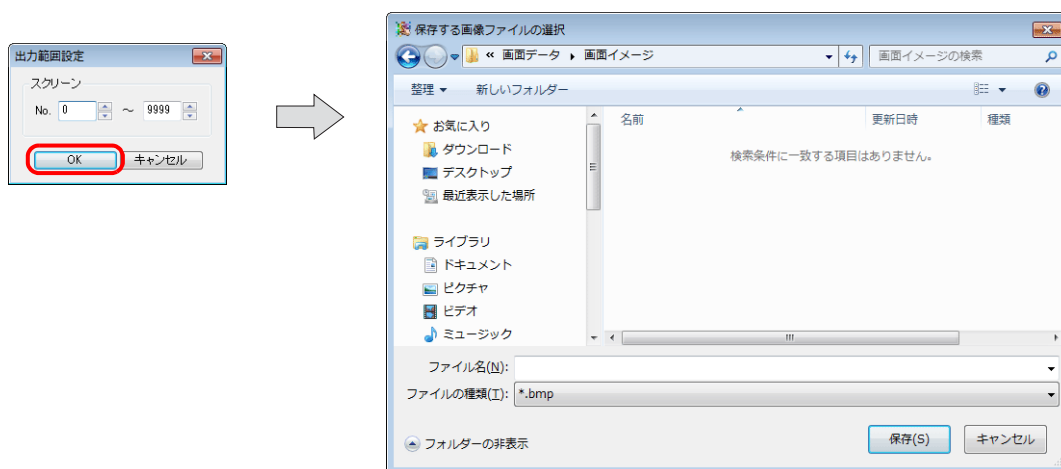 出力範囲設定
スクリーン
No. 0 ～ 9999
OK キャンセル
保存する画像ファイルの選択
« 画面データ ▸ 画面イメージ
画面イメージの検索
整理 ▼ 新しいフォルダー
名前 更新日時 種類
検索条件に一致する項目はありません。
お気に入り
ダウンロード
デスクトップ
最近表示した場所
ライブラリ
ドキュメント
ピクチャ
ビデオ
ミュージック
ファイル名(N):
ファイルの種類(T): *.bmp
フォルダーの非表示
保存(S) キャンセル